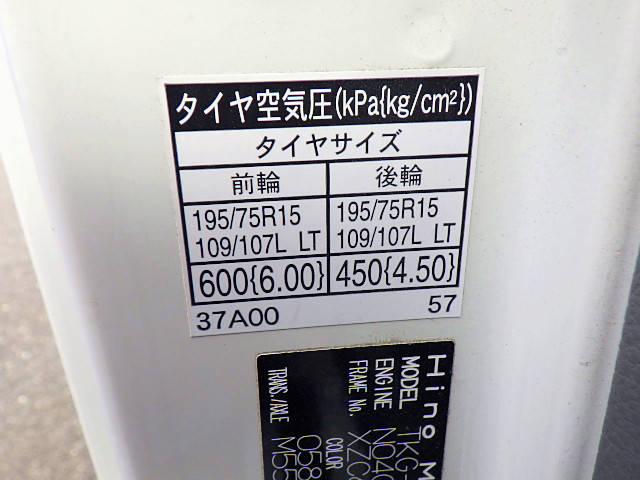 タイヤ空気圧(kPa{kg/cm²})
タイヤサイズ
前輪 後輪
195/75R15 195/75R15
109/107L LT 109/107L LT
600{6.00} 450{4.50}
37A00 57
Hino
MODEL TKG-
ENGINE
FRAME No.
COLOR
TRANS./AXLE